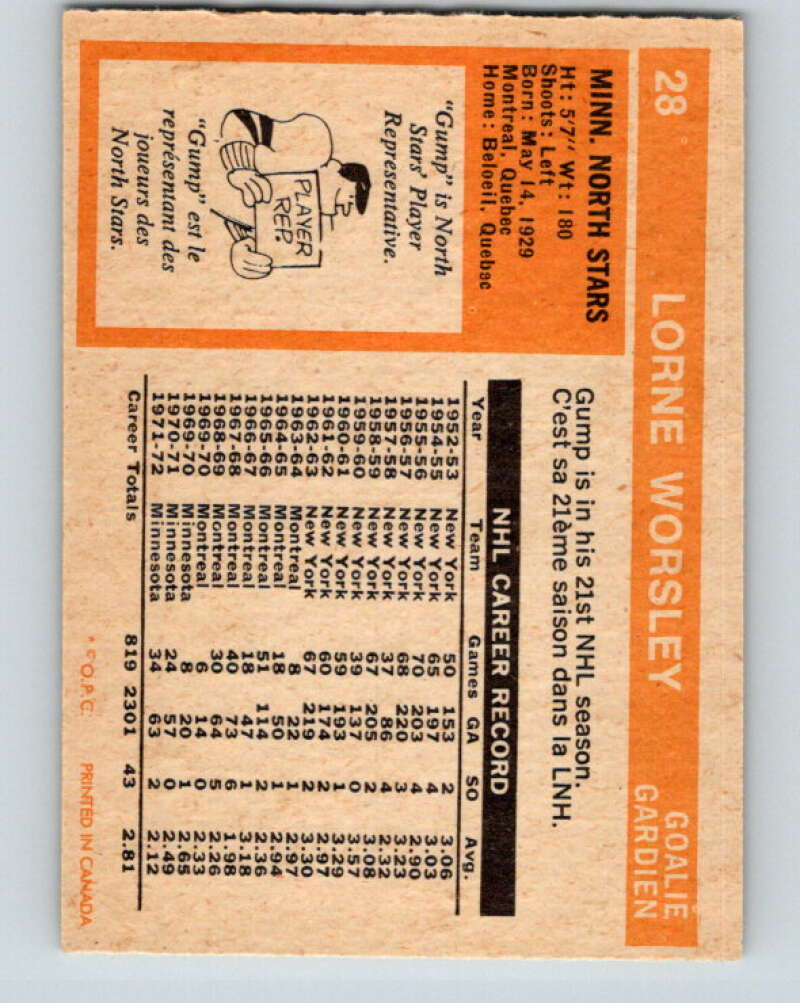 28 LORNE WORSLEY GOALIE
GARDIEN
MINN. NORTH STARS
Ht: 5'7" Wt: 180
Shoots: Left
Born: May 14, 1929
Montreal, Quebec
Home: Beloeil, Quebec
"Gump" is North
Stars' Player
Representative.
PLAYER
REP.
"Gump" est le
représentant des
joueurs des
North Stars.
Gump is in his 21st NHL season.
C'est sa 21ème saison dans la LNH.
NHL CAREER RECORD
Year Team Games GA SO Avg.
1952-53 New York 50 153 2 3.06
1954-55 New York 65 197 4 3.03
1955-56 New York 70 203 4 2.90
1956-57 New York 68 220 3 3.23
1957-58 New York 37 86 4 2.32
1958-59 New York 67 205 2 3.08
1959-60 New York 39 137 0 3.57
1960-61 New York 59 193 1 3.29
1961-62 New York 60 174 2 2.97
1962-63 New York 67 219 2 3.30
1963-64 Montreal 8 22 1 2.97
1964-65 Montreal 18 50 1 2.94
1965-66 Montreal 51 114 2 2.36
1966-67 Montreal 18 47 1 3.18
1967-68 Montreal 40 73 6 1.98
1968-69 Montreal 30 64 5 2.26
1969-70 Montreal 6 14 0 2.33
1969-70 Minnesota 8 20 1 2.65
1970-71 Minnesota 24 57 0 2.49
1971-72 Minnesota 34 63 2 2.12
Career Totals 819 2301 43 2.81
* © O.P.C. PRINTED IN CANADA